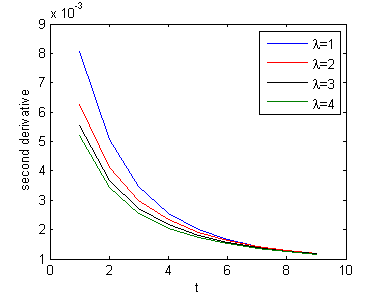 x 10⁻³
9
8
7
6
5
4
3
2
1
second derivative
λ=1
λ=2
λ=3
λ=4
0 2 4 6 8 10
t